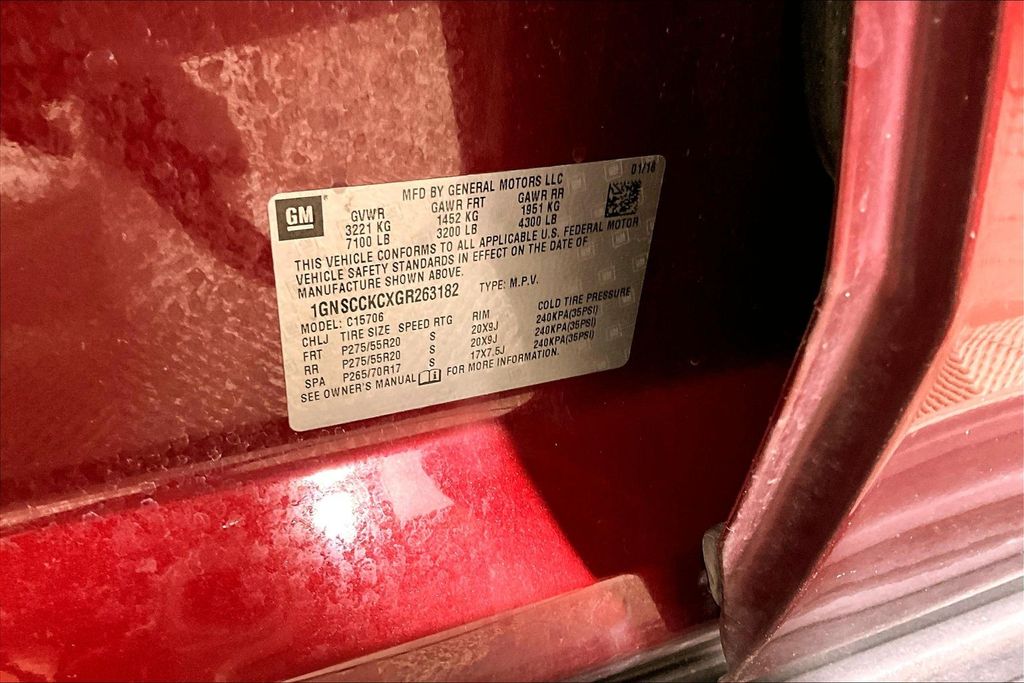 01/16
MFD BY GENERAL MOTORS LLC
GM
GVWR GAWR FRT GAWR RR
3221 KG 1452 KG 1951 KG
7100 LB 3200 LB 4300 LB
THIS VEHICLE CONFORMS TO ALL APPLICABLE U.S. FEDERAL MOTOR
VEHICLE SAFETY STANDARDS IN EFFECT ON THE DATE OF
MANUFACTURE SHOWN ABOVE.
1GNSCCKCXGR263182 TYPE: M.P.V.
MODEL: C15706
CHLJ TIRE SIZE SPEED RTG RIM COLD TIRE PRESSURE
FRT P275/55R20 S 20X9J 240KPA(35PSI)
RR P275/55R20 S 20X9J 240KPA(35PSI)
SPA P265/70R17 S 17X7.5J 240KPA(35PSI)
SEE OWNER'S MANUAL FOR MORE INFORMATION.